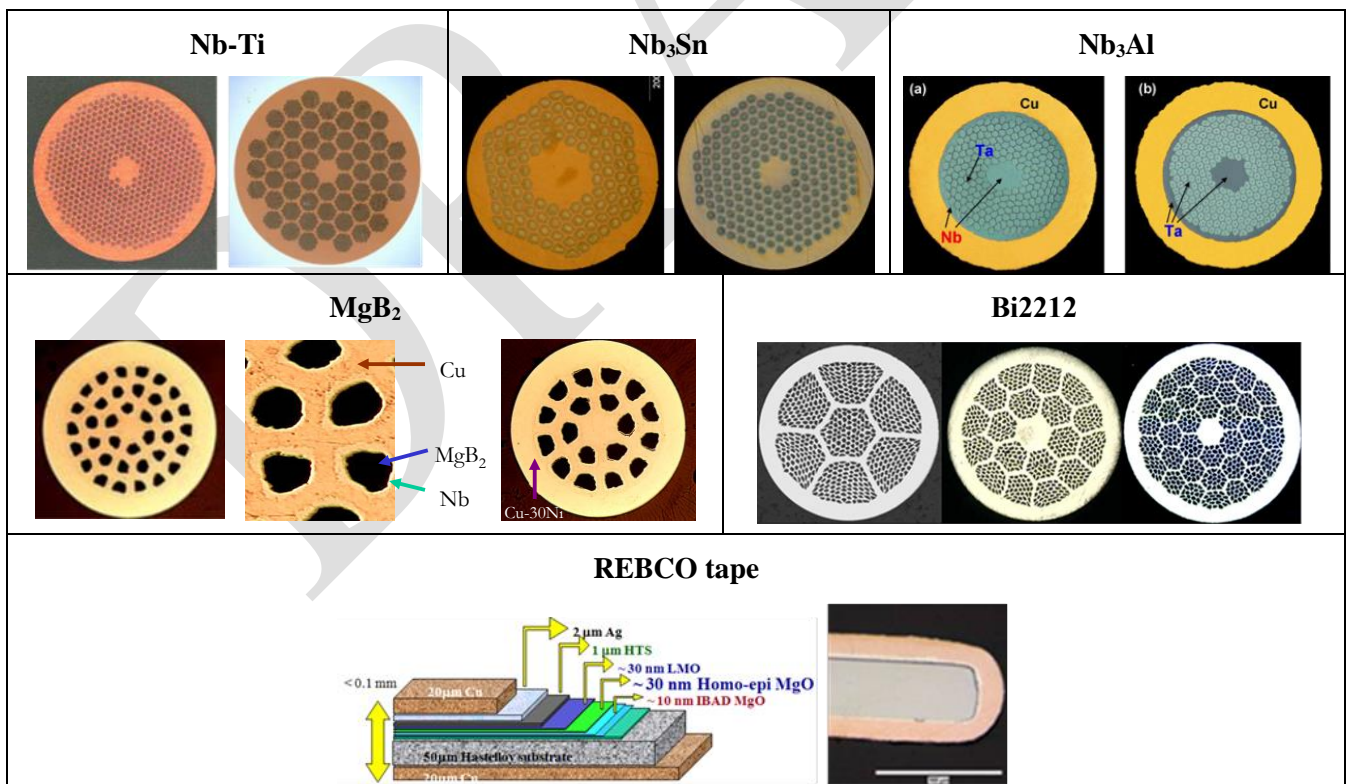 Nb-Ti
Nb₃Sn
Nb₃Al
200
(a)
Cu
Ta
Nb
(b)
Cu
Ta
MgB₂
Cu
MgB₂
Nb
Cu-30Ni
Bi2212
REBCO tape
2 µm Ag
1 µm HTS
~30 nm LMO
~ 30 nm Homo-epi MgO
~10 nm IBAD MgO
< 0.1 mm
20µm Cu
50µm Hastelloy substrate
20µm Cu